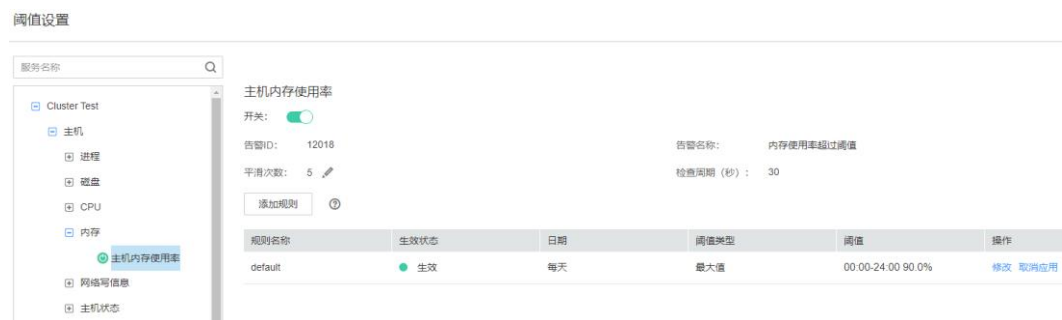 阈值设置
服务名称
Cluster Test
主机
进程
磁盘
CPU
内存
主机内存使用率
网络写信息
主机状态
主机内存使用率
开关：
告警ID： 12018 告警名称： 内存使用率超过阈值
平滑次数： 5 检查周期（秒）： 30
添加规则
规则名称 生效状态 日期 阈值类型 阈值 操作
default 生效 每天 最大值 00:00-24:00 90.0% 修改 取消应用